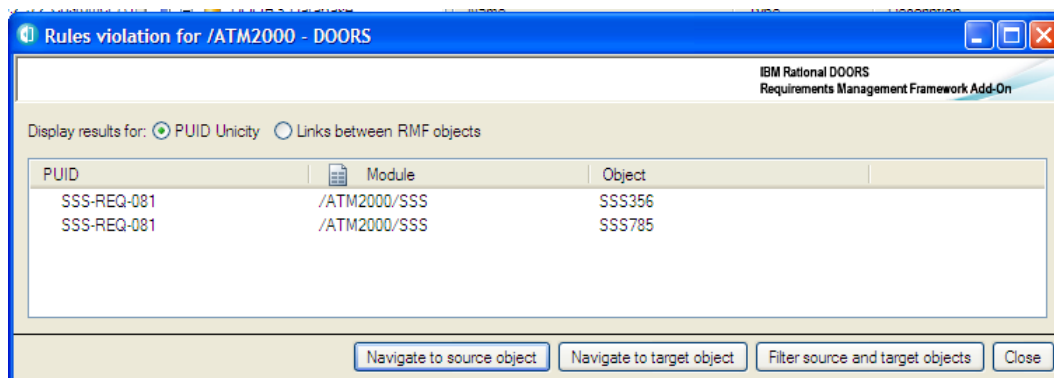 Rules violation for /ATM2000 - DOORS
IBM Rational DOORS
Requirements Management Framework Add-On
Display results for: PUID Unicity Links between RMF objects
PUID Module Object
SSS-REQ-081 /ATM2000/SSS SSS356
SSS-REQ-081 /ATM2000/SSS SSS785
Navigate to source object Navigate to target object Filter source and target objects Close